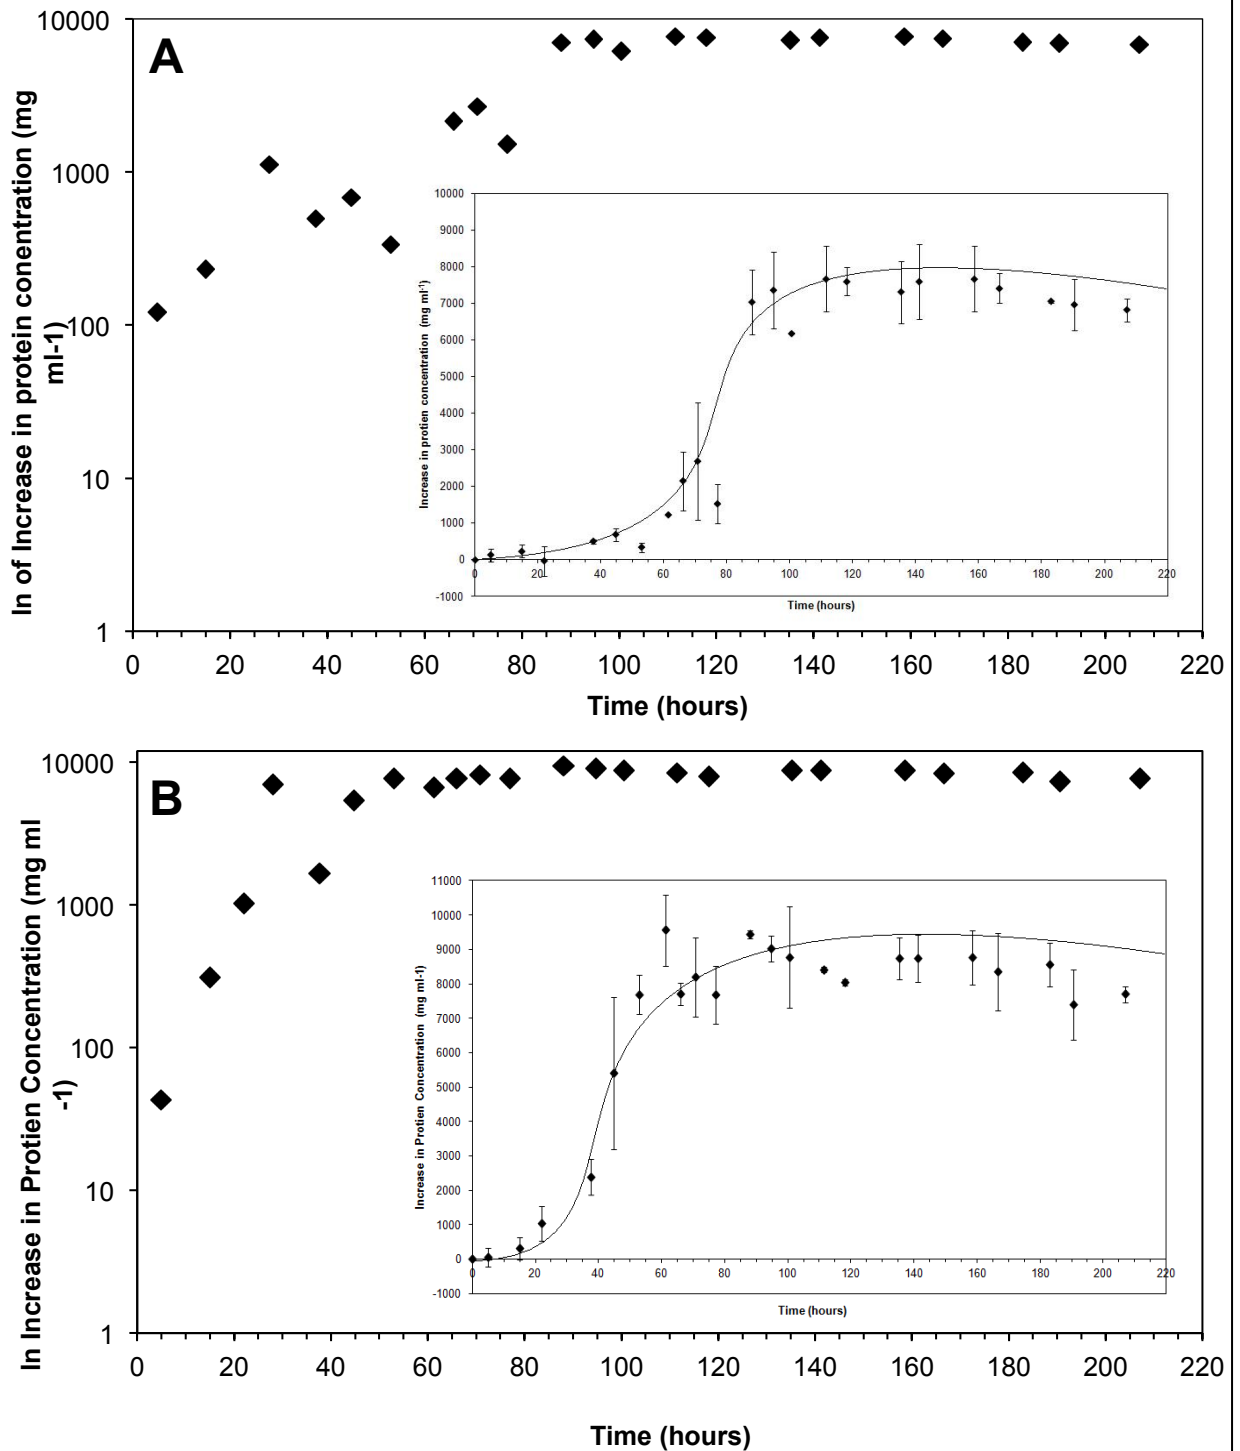 A
10000
1000
100
10
1
ln of Increase in protein conentration (mg
ml-1)
0 20 40 60 80 100 120 140 160 180 200 220
Time (hours)
10000
9000
8000
7000
6000
5000
4000
3000
2000
1000
0
-1000
Increase in protien concentration (mg ml-1)
0 20 40 60 80 100 120 140 160 180 200 220
Time (hours)
B
10000
1000
100
10
1
ln Increase in Protien Concentration (mg ml
-1)
0 20 40 60 80 100 120 140 160 180 200 220
Time (hours)
11000
10000
9000
8000
7000
6000
5000
4000
3000
2000
1000
0
-1000
Increase in Protien Concentration (mg ml-1)
0 20 40 60 80 100 120 140 160 180 200 220
Time (hours)